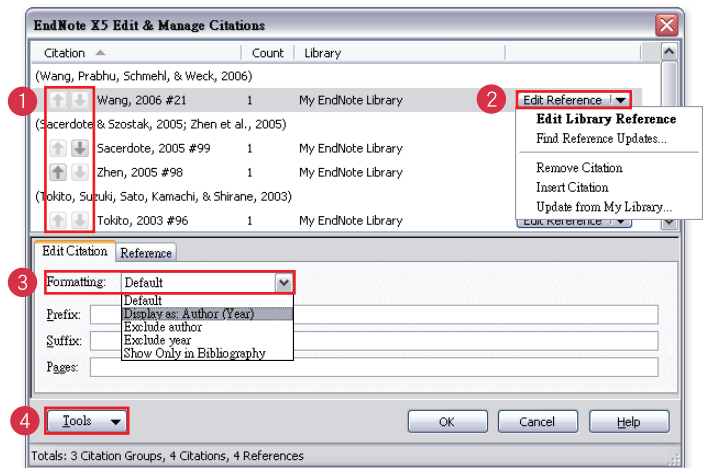 EndNote X5 Edit & Manage Citations
Citation Count Library
(Wang, Prabhu, Schmehl, & Weck, 2006)
1 Wang, 2006 #21 1 My EndNote Library 2 Edit Reference
Edit Library Reference
(Sacerdote & Szostak, 2005; Zhen et al., 2005)
Find Reference Updates...
Sacerdote, 2005 #99 1 My EndNote Library
Remove Citation
Zhen, 2005 #98 1 My EndNote Library
Insert Citation
(Tokito, Suzuki, Sato, Kamachi, & Shirane, 2003)
Update from My Library...
Tokito, 2003 #96 1 My EndNote Library Edit Reference
Edit Citation Reference
3 Formatting: Default
Default
Display as: Author (Year)
Exclude author
Exclude year
Show Only in Bibliography
Prefix:
Suffix:
Pages:
4 Tools OK Cancel Help
Totals: 3 Citation Groups, 4 Citations, 4 References